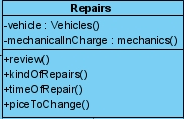 Repairs
-vehicle : Vehicles()
-mechanicalInCharge : mechanics()
+review()
+kindOfRepairs()
+timeOfRepair()
+piceToChange()